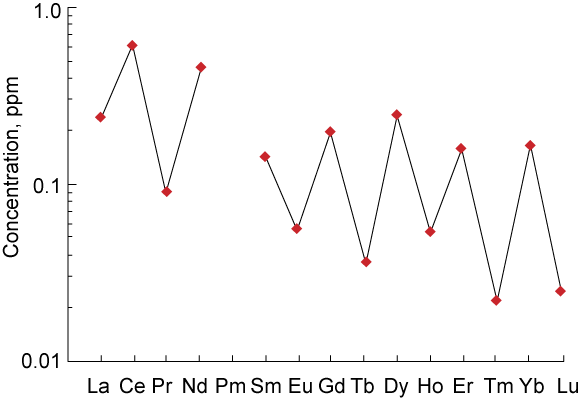 Concentration, ppm
1.0
0.1
0.01
La Ce Pr Nd Pm Sm Eu Gd Tb Dy Ho Er Tm Yb Lu